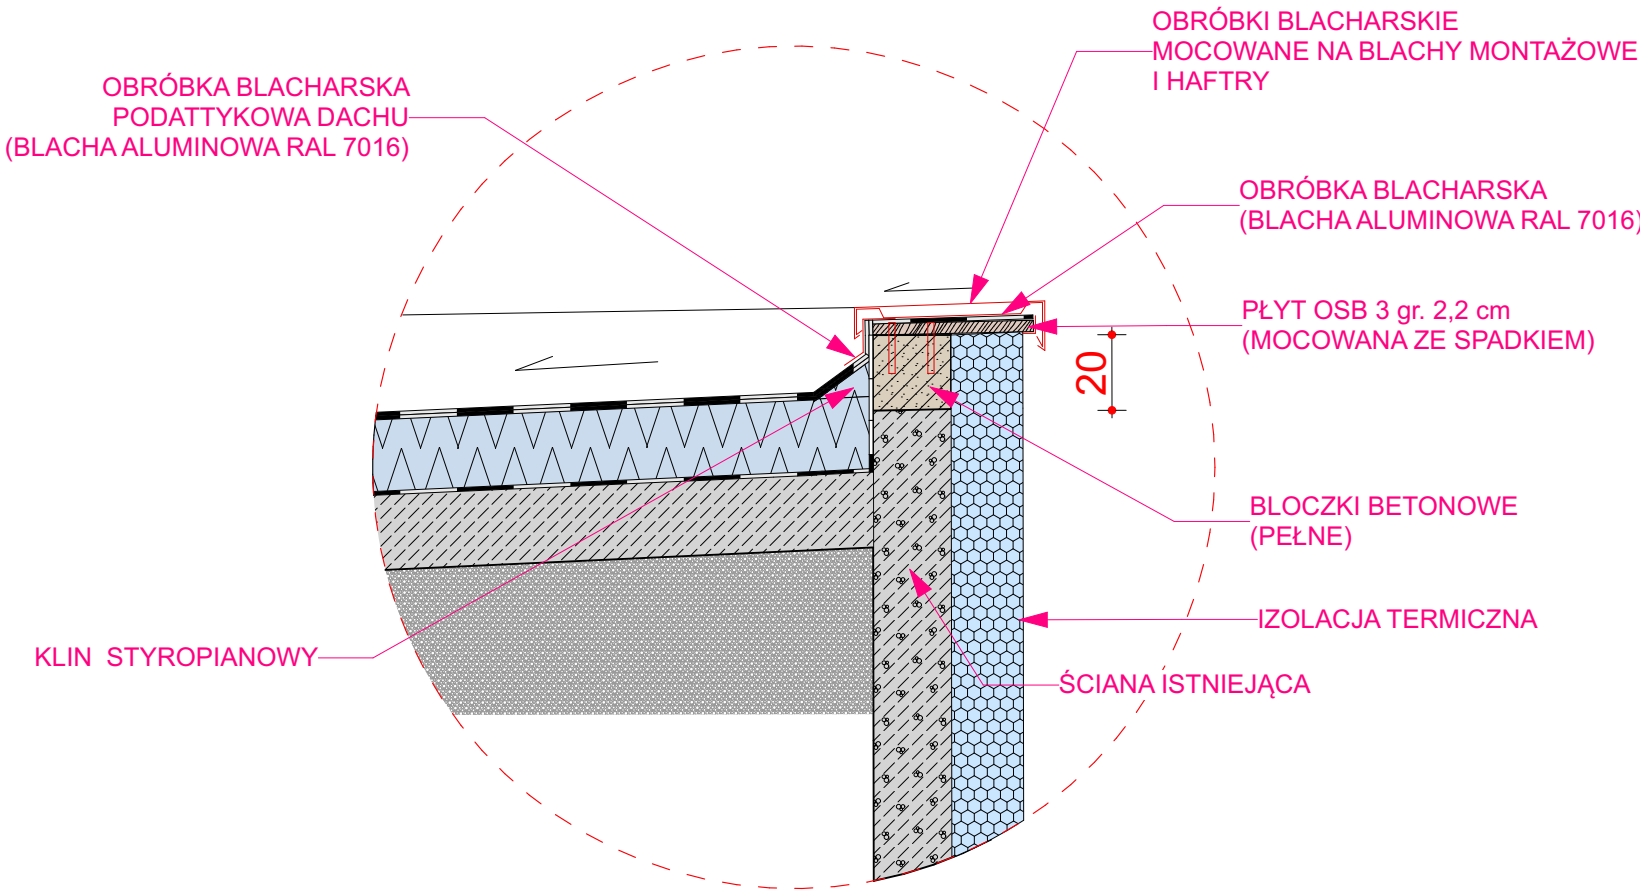 OBRÓBKI BLACHARSKIE
MOCOWANE NA BLACHY MONTAŻOWE
I HAFTRY
OBRÓBKA BLACHARSKA
PODATTYKOWA DACHU
(BLACHA ALUMINOWA RAL 7016)
OBRÓBKA BLACHARSKA
(BLACHA ALUMINOWA RAL 7016)
PŁYT OSB 3 gr. 2,2 cm
(MOCOWANA ZE SPADKIEM)
20
BLOCZKI BETONOWE
(PEŁNE)
IZOLACJA TERMICZNA
KLIN STYROPIANOWY
ŚCIANA ISTNIEJĄCA